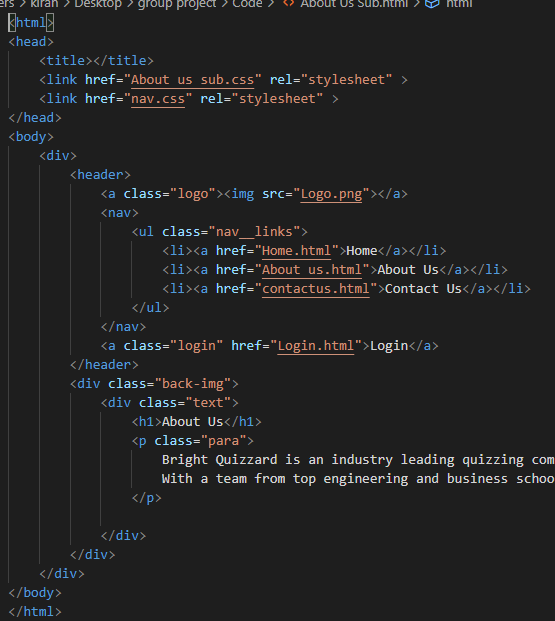 ers > kiran > Desktop > group project > Code > <> About Us Sub.html > html
<html>
<head>
    <title></title>
    <link href="About us sub.css" rel="stylesheet" >
    <link href="nav.css" rel="stylesheet" >
</head>
<body>
    <div>
        <header>
            <a class="logo"><img src="Logo.png"></a>
            <nav>
                <ul class="nav__links">
                    <li><a href="Home.html">Home</a></li>
                    <li><a href="About us.html">About Us</a></li>
                    <li><a href="contactus.html">Contact Us</a></li>
                </ul>
            </nav>
            <a class="login" href="Login.html">Login</a>
        </header>
        <div class="back-img">
            <div class="text">
                <h1>About Us</h1>
                <p class="para">
                    Bright Quizzard is an industry leading quizzing com
                    With a team from top engineering and business schoo
                </p>

            </div>
        </div>
    </div>
</body>
</html>